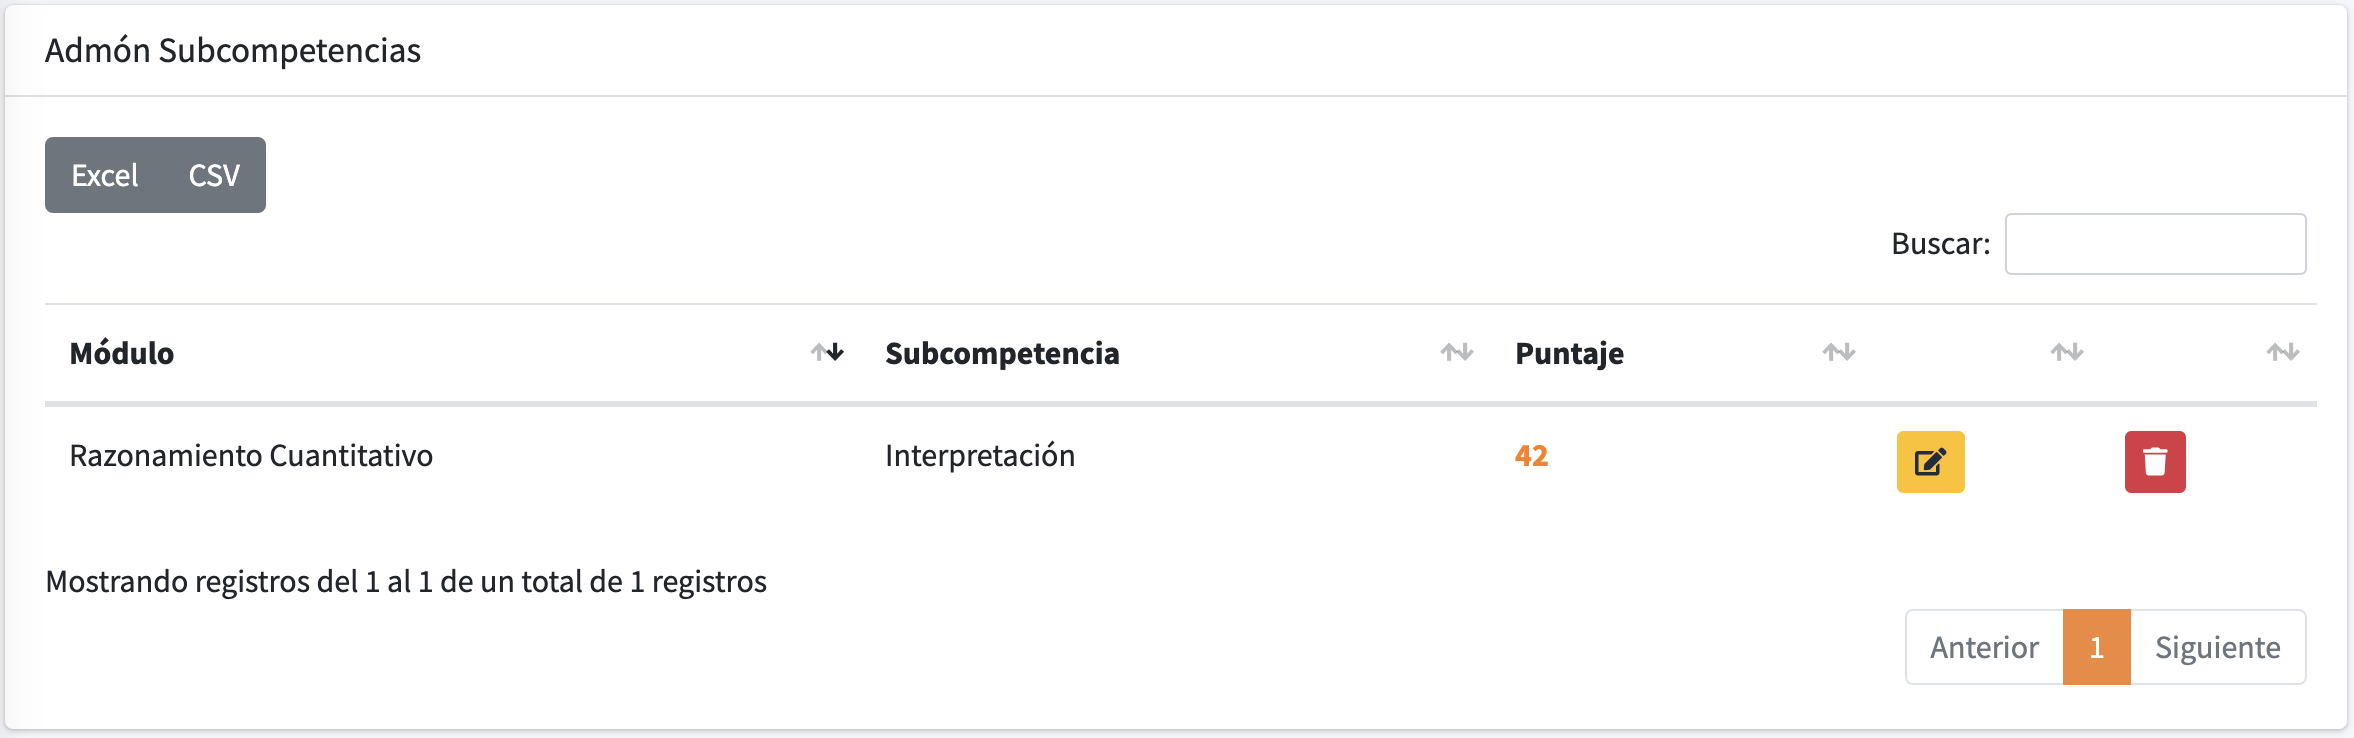 Admón Subcompetencias
Excel CSV
Buscar:
Módulo Subcompetencia Puntaje
Razonamiento Cuantitativo Interpretación 42
Mostrando registros del 1 al 1 de un total de 1 registros
Anterior 1 Siguiente